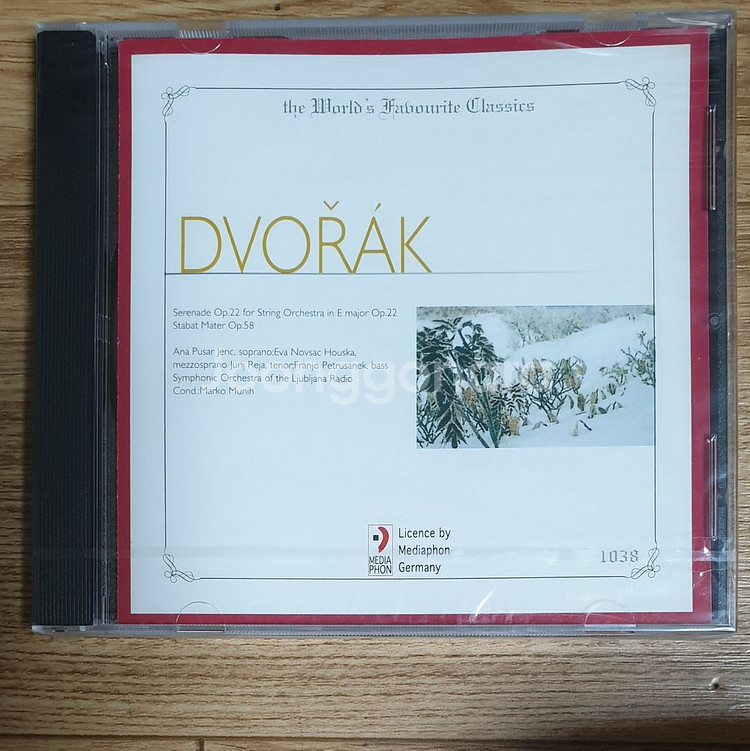 the World's Favourite Classics
DVOŘÁK
Serenade Op.22 for String Orchestra in E major Op.22
Stabat Mater Op.58
Ana Pusar Jenc, soprano;Eva Novsac Houska,
mezzosprano Jurij Reja, tenor;Franjo Petrusanek, bass
Symphonic Orchestra of the Ljubljana Radio
Cond.:Marko Munih
MEDIA
PHON
Licence by
Mediaphon
Germany
1038